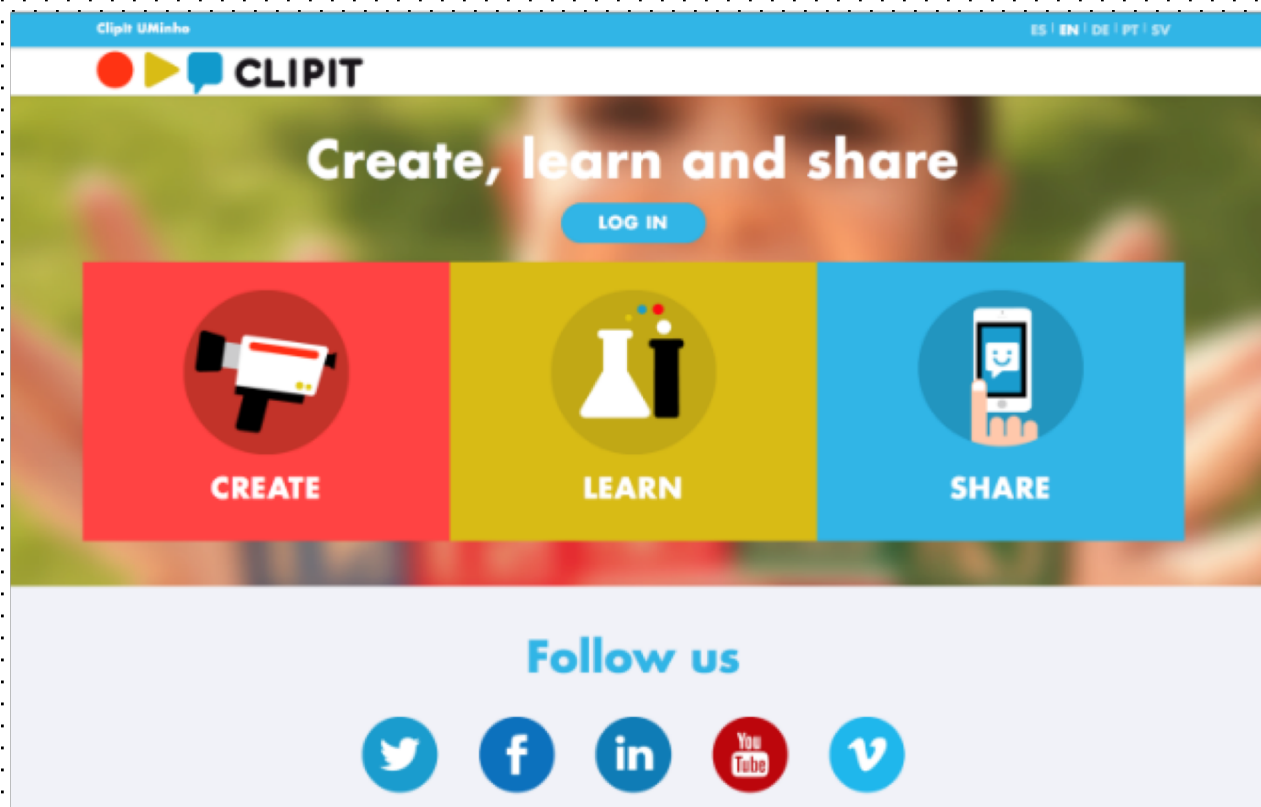 ClipIt UMinho
ES | EN | DE | PT | SV
CLIPIT
Create, learn and share
LOG IN
CREATE
LEARN
SHARE
Follow us
You
Tube